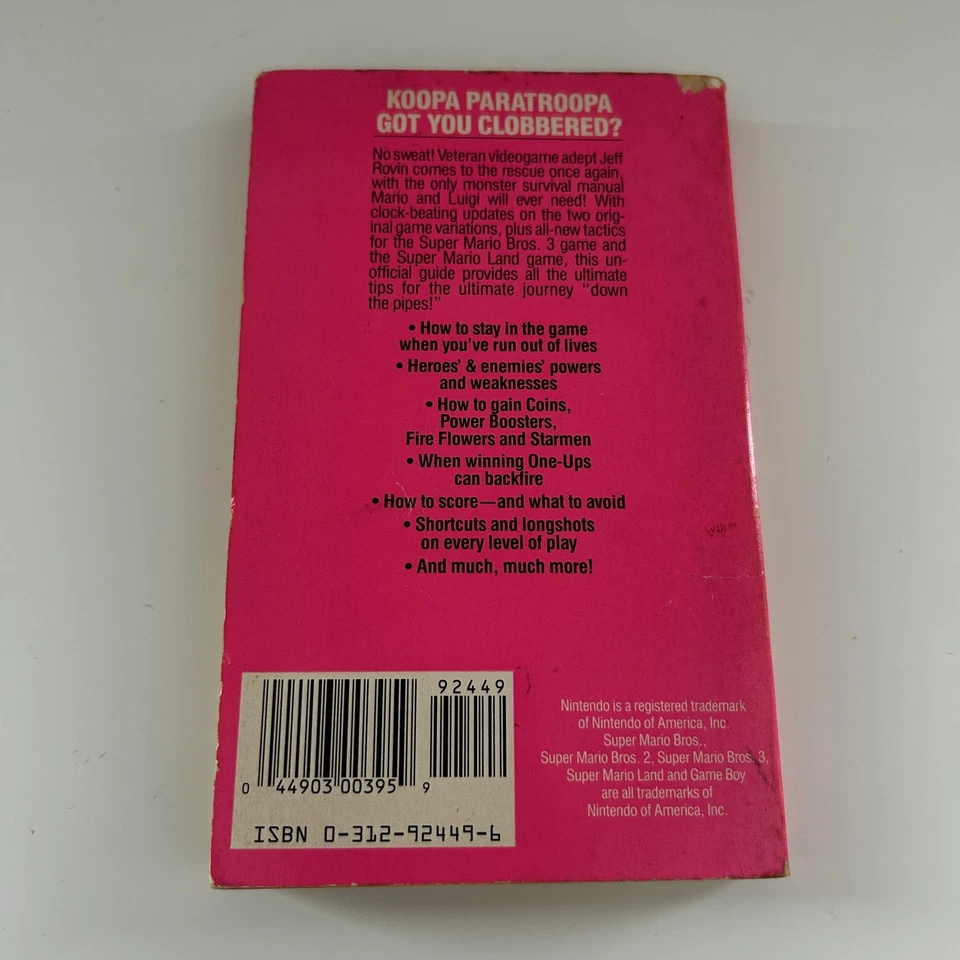 KOOPA PARATROOPA
GOT YOU CLOBBERED?
No sweat! Veteran videogame adept Jeff
Rovin comes to the rescue once again,
with the only monster survival manual
Mario and Luigi will ever need! With
clock-beating updates on the two orig-
inal game variations, plus all-new tactics
for the Super Mario Bros. 3 game and
the Super Mario Land game, this un-
official guide provides all the ultimate
tips for the ultimate journey “down
the pipes!”
• How to stay in the game
when you've run out of lives
• Heroes' & enemies' powers
and weaknesses
• How to gain Coins,
Power Boosters,
Fire Flowers and Starmen
• When winning One-Ups
can backfire
• How to score—and what to avoid
• Shortcuts and longshots
on every level of play
• And much, much more!
92449
0 44903 00395 9
ISBN 0-312-92449-6
Nintendo is a registered trademark
of Nintendo of America, Inc.
Super Mario Bros.,
Super Mario Bros. 2, Super Mario Bros. 3,
Super Mario Land and Game Boy
are all trademarks of
Nintendo of America, Inc.